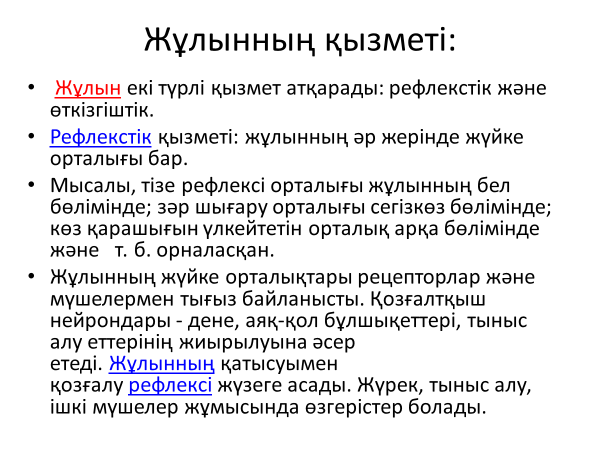 Жұлынның қызметі:
• Жұлын екі түрлі қызмет атқарады: рефлекстік және
өткізгіштік.
• Рефлекстік қызметі: жұлынның әр жерінде жүйке
орталығы бар.
• Мысалы, тізе рефлексі орталығы жұлынның бел
бөлімінде; зәр шығару орталығы сегізкөз бөлімінде;
көз қарашығын үлкейтетін орталық арқа бөлімінде
және т. б. орналасқан.
• Жұлынның жүйке орталықтары рецепторлар және
мүшелермен тығыз байланысты. Қозғалтқыш
нейрондары - дене, аяқ-қол бұлшықеттері, тыныс
алу еттерінің жиырылуына әсер
етеді. Жұлынның қатысуымен
қозғалу рефлексі жүзеге асады. Жүрек, тыныс алу,
ішкі мүшелер жұмысында өзгерістер болады.